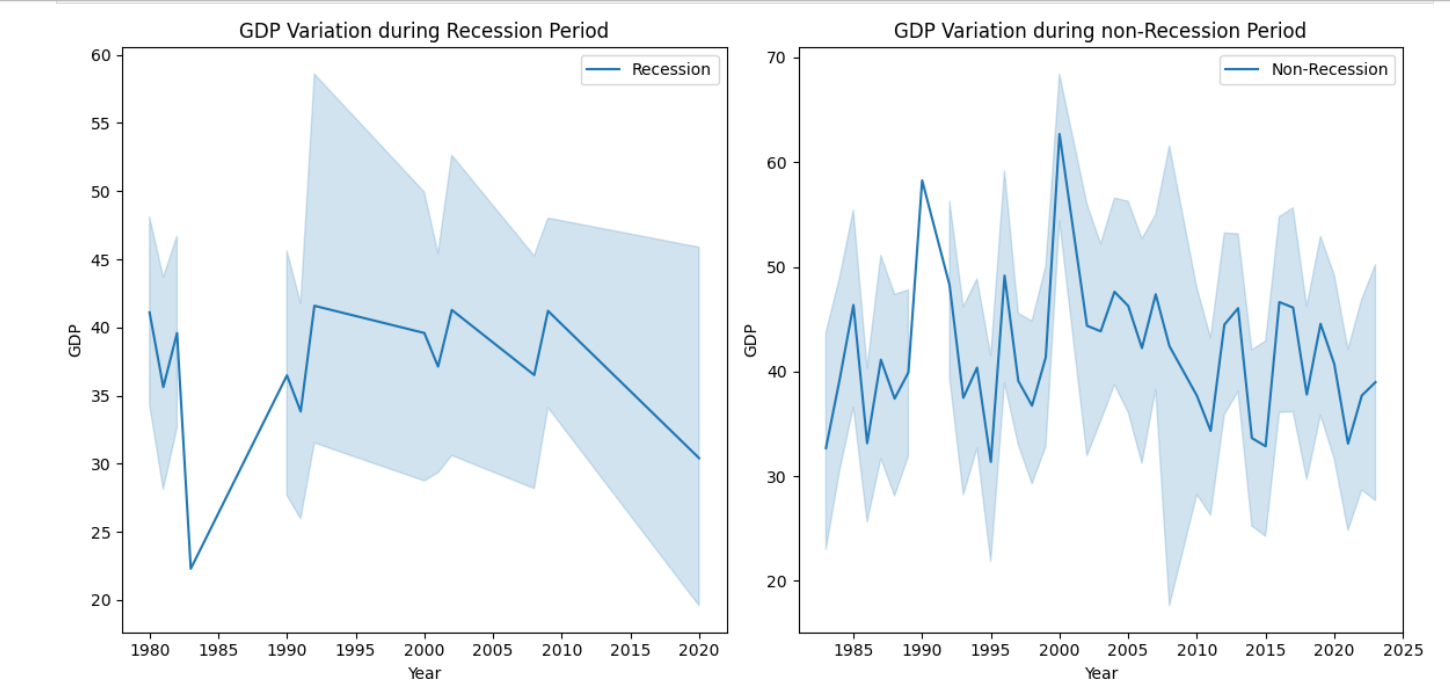 GDP Variation during Recession Period
Recession
60
55
50
45
40
35
30
25
20
GDP
1980 1985 1990 1995 2000 2005 2010 2015 2020
Year
GDP Variation during non-Recession Period
Non-Recession
70
60
50
40
30
20
GDP
1985 1990 1995 2000 2005 2010 2015 2020 2025
Year